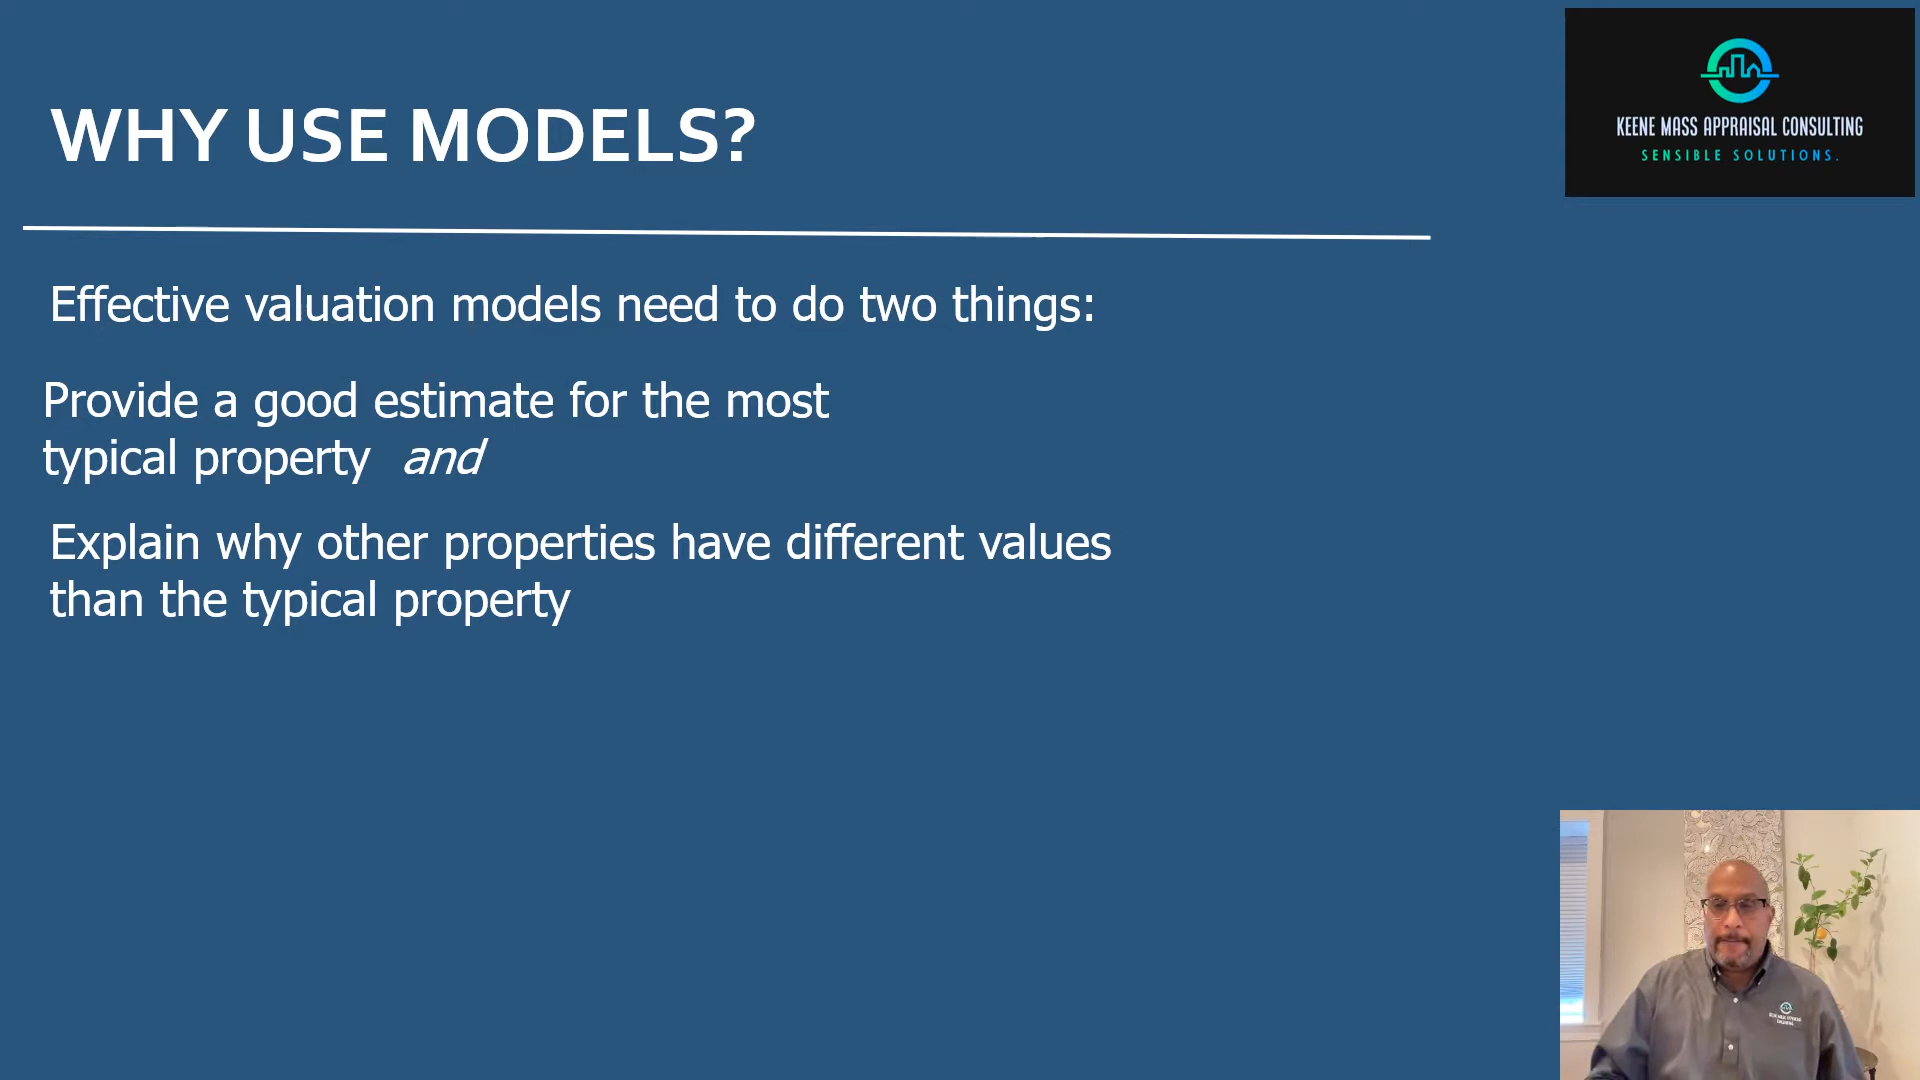 WHY USE MODELS?
KEENE MASS APPRAISAL CONSULTING
SENSIBLE SOLUTIONS.
Effective valuation models need to do two things:
Provide a good estimate for the most
typical property and
Explain why other properties have different values
than the typical property